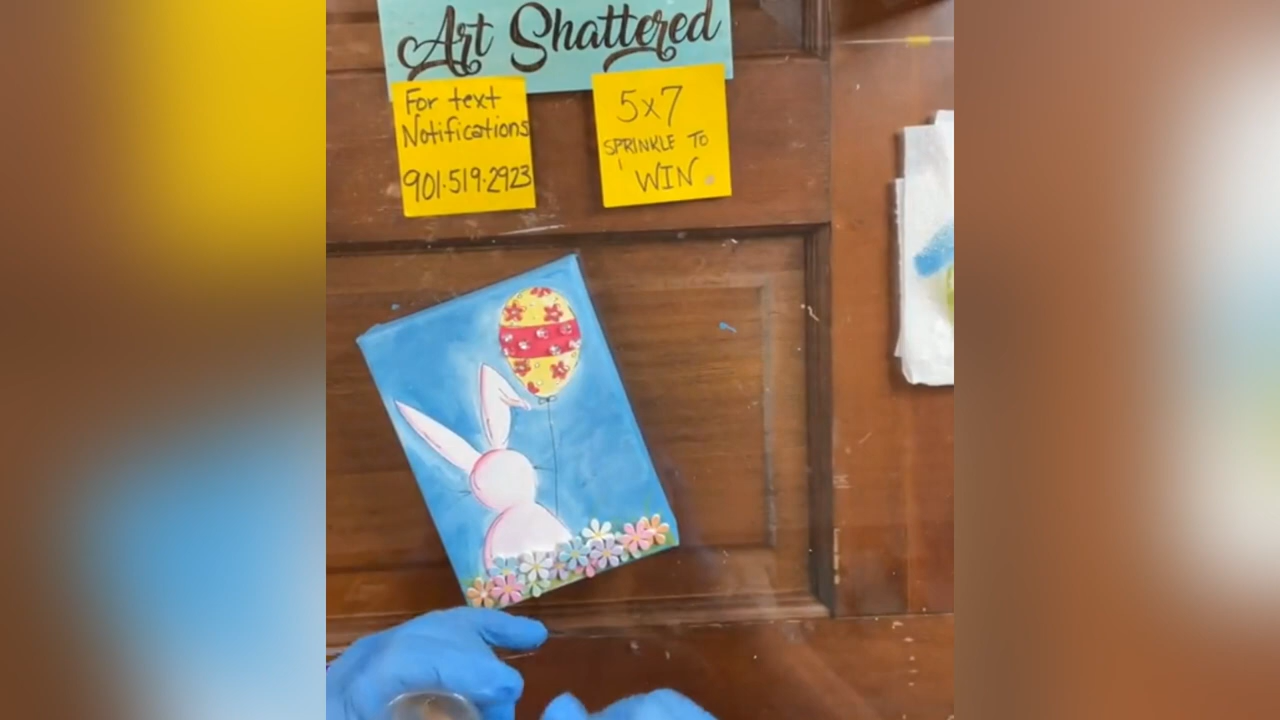 Art Shattered
For text
Notifications
901.519.2923
5x7
SPRINKLE TO
WIN